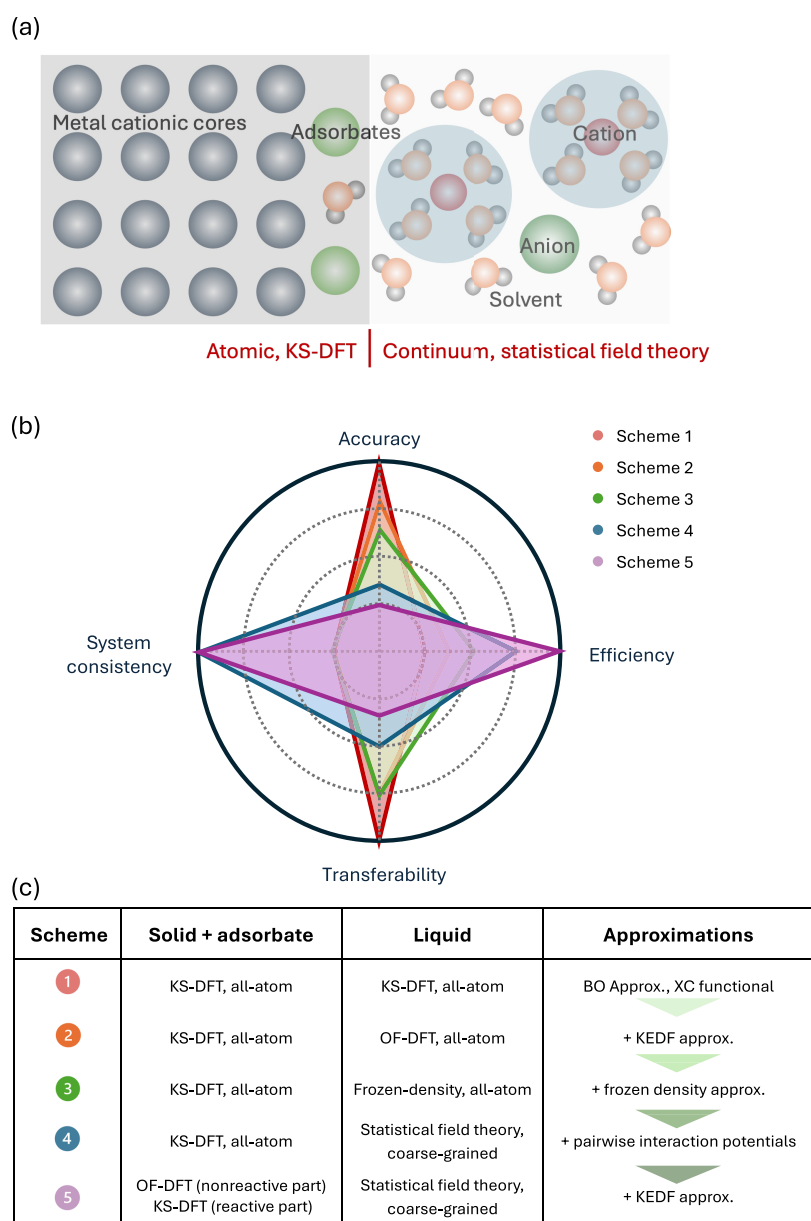 (a)
Metal cationic cores
Adsorbates
Cation
Anion
Solvent
Atomic, KS-DFT
Continuum, statistical field theory
(b)
Accuracy
Scheme 1
Scheme 2
Scheme 3
Scheme 4
Scheme 5
System
consistency
Efficiency
Transferability
(c)
Scheme Solid + adsorbate Liquid Approximations
1 KS-DFT, all-atom KS-DFT, all-atom BO Approx., XC functional
2 KS-DFT, all-atom OF-DFT, all-atom + KEDF approx.
3 KS-DFT, all-atom Frozen-density, all-atom + frozen density approx.
4 KS-DFT, all-atom Statistical field theory,
coarse-grained + pairwise interaction potentials
5 OF-DFT (nonreactive part)
KS-DFT (reactive part) Statistical field theory,
coarse-grained + KEDF approx.